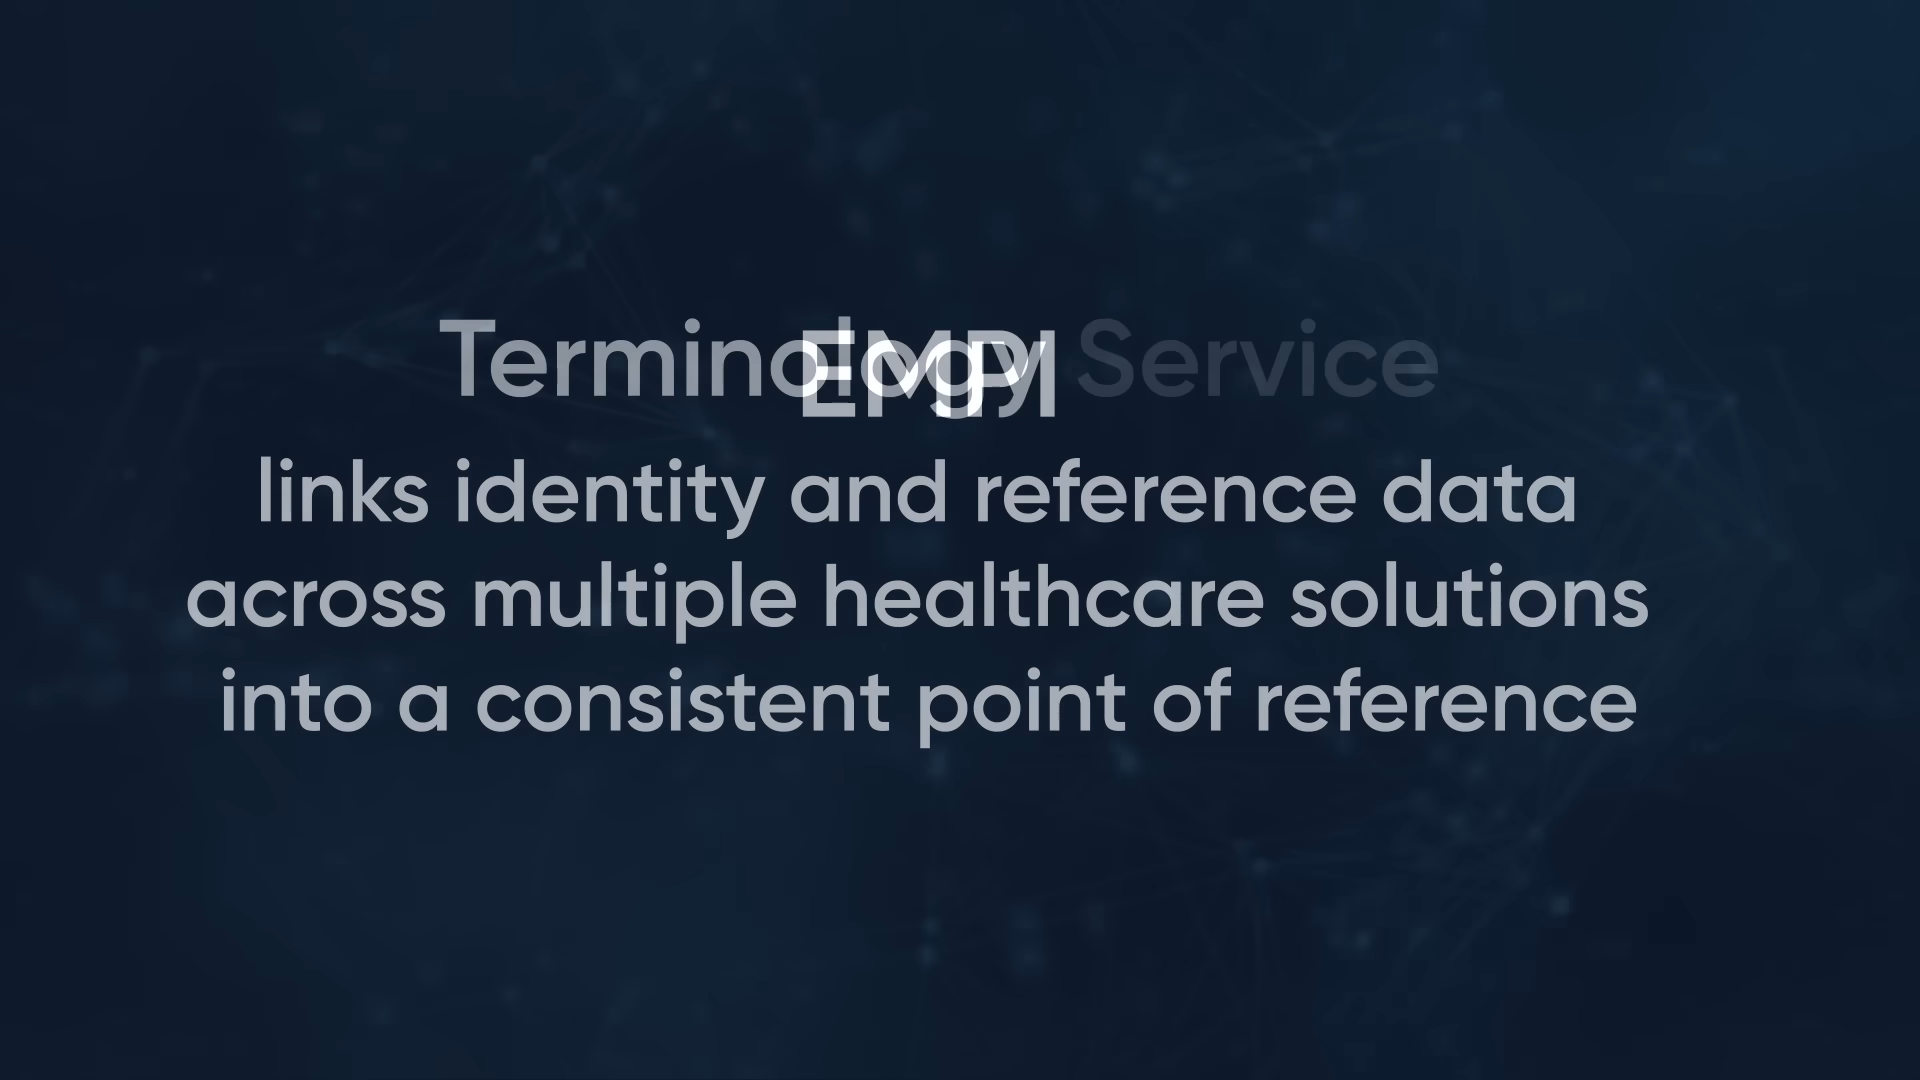 Terminology Service
EMPI
links identity and reference data
across multiple healthcare solutions
into a consistent point of reference